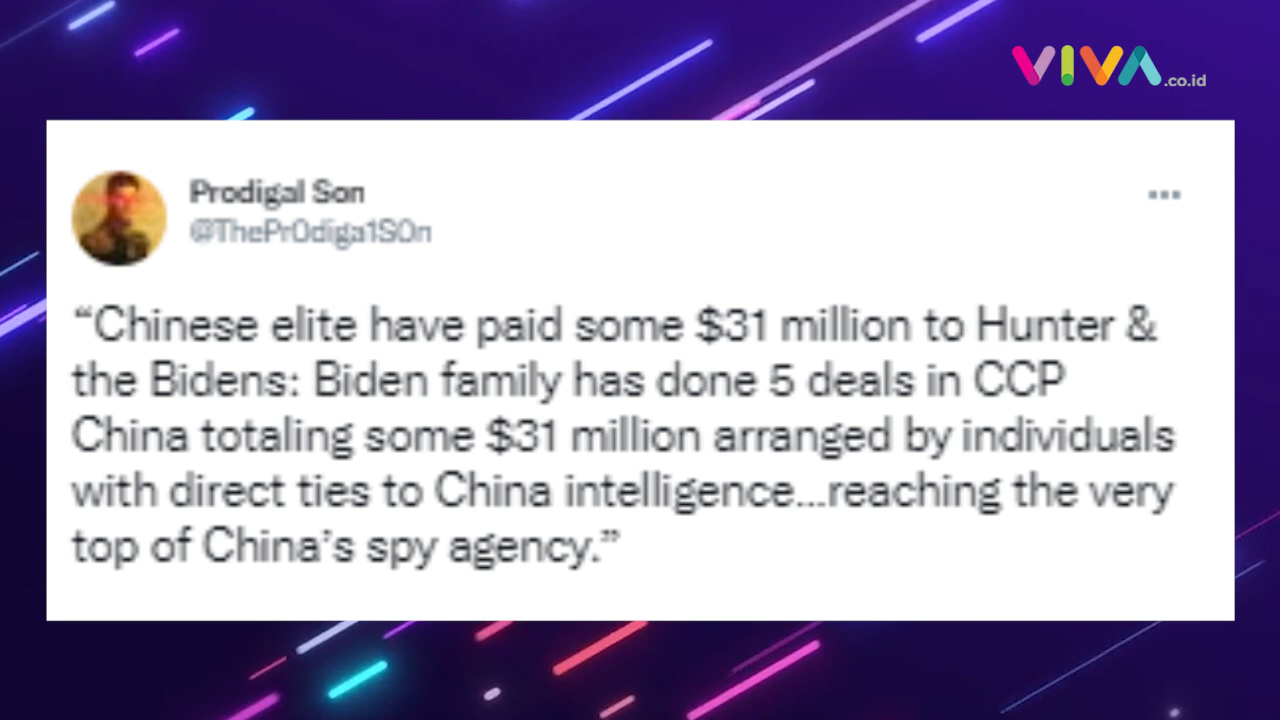 VIVA.co.id
Prodigal Son
@ThePr0diga1S0n
“Chinese elite have paid some $31 million to Hunter &
the Bidens: Biden family has done 5 deals in CCP
China totaling some $31 million arranged by individuals
with direct ties to China intelligence...reaching the very
top of China’s spy agency.”